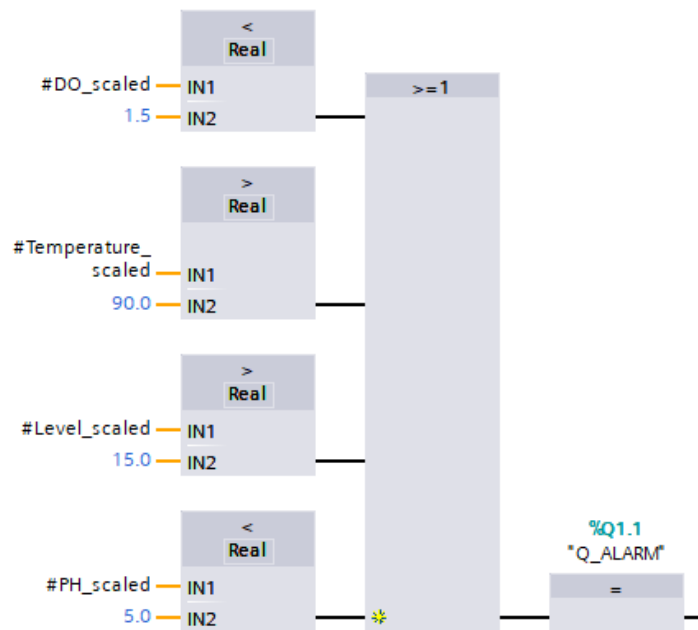 <
Real
#DO_scaled
IN1
1.5
IN2
>=1
>
Real
#Temperature_
scaled
IN1
90.0
IN2
>
Real
#Level_scaled
IN1
15.0
IN2
<
Real
#PH_scaled
IN1
5.0
IN2
%Q1.1
"Q_ALARM"
=